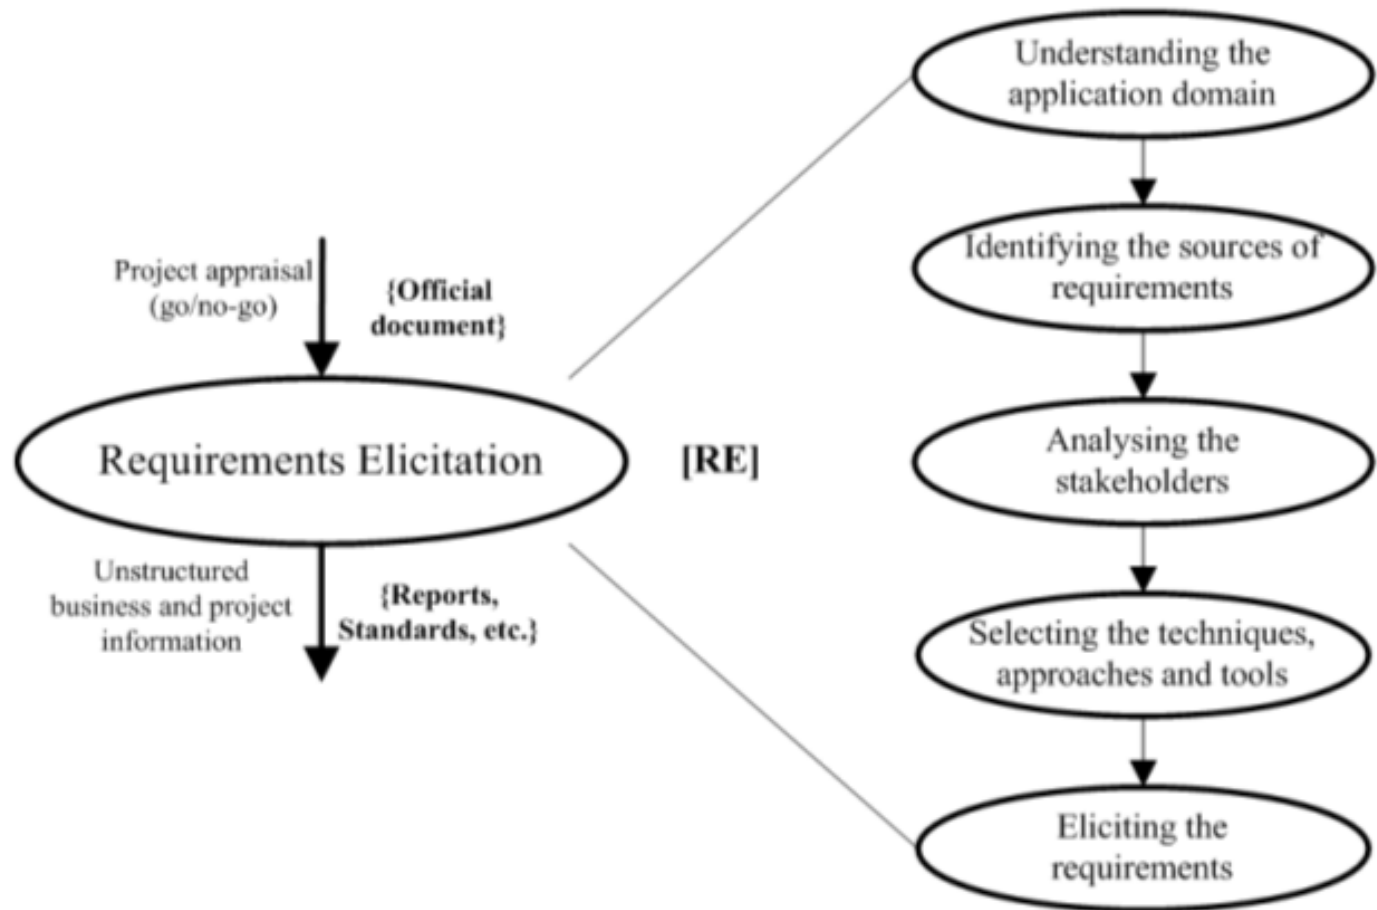 Project appraisal
(go/no-go)
{Official
document}
Requirements Elicitation
[RE]
Unstructured
business and project
information
{Reports,
Standards, etc.}
Understanding the
application domain
Identifying the sources of
requirements
Analysing the
stakeholders
Selecting the techniques,
approaches and tools
Eliciting the
requirements